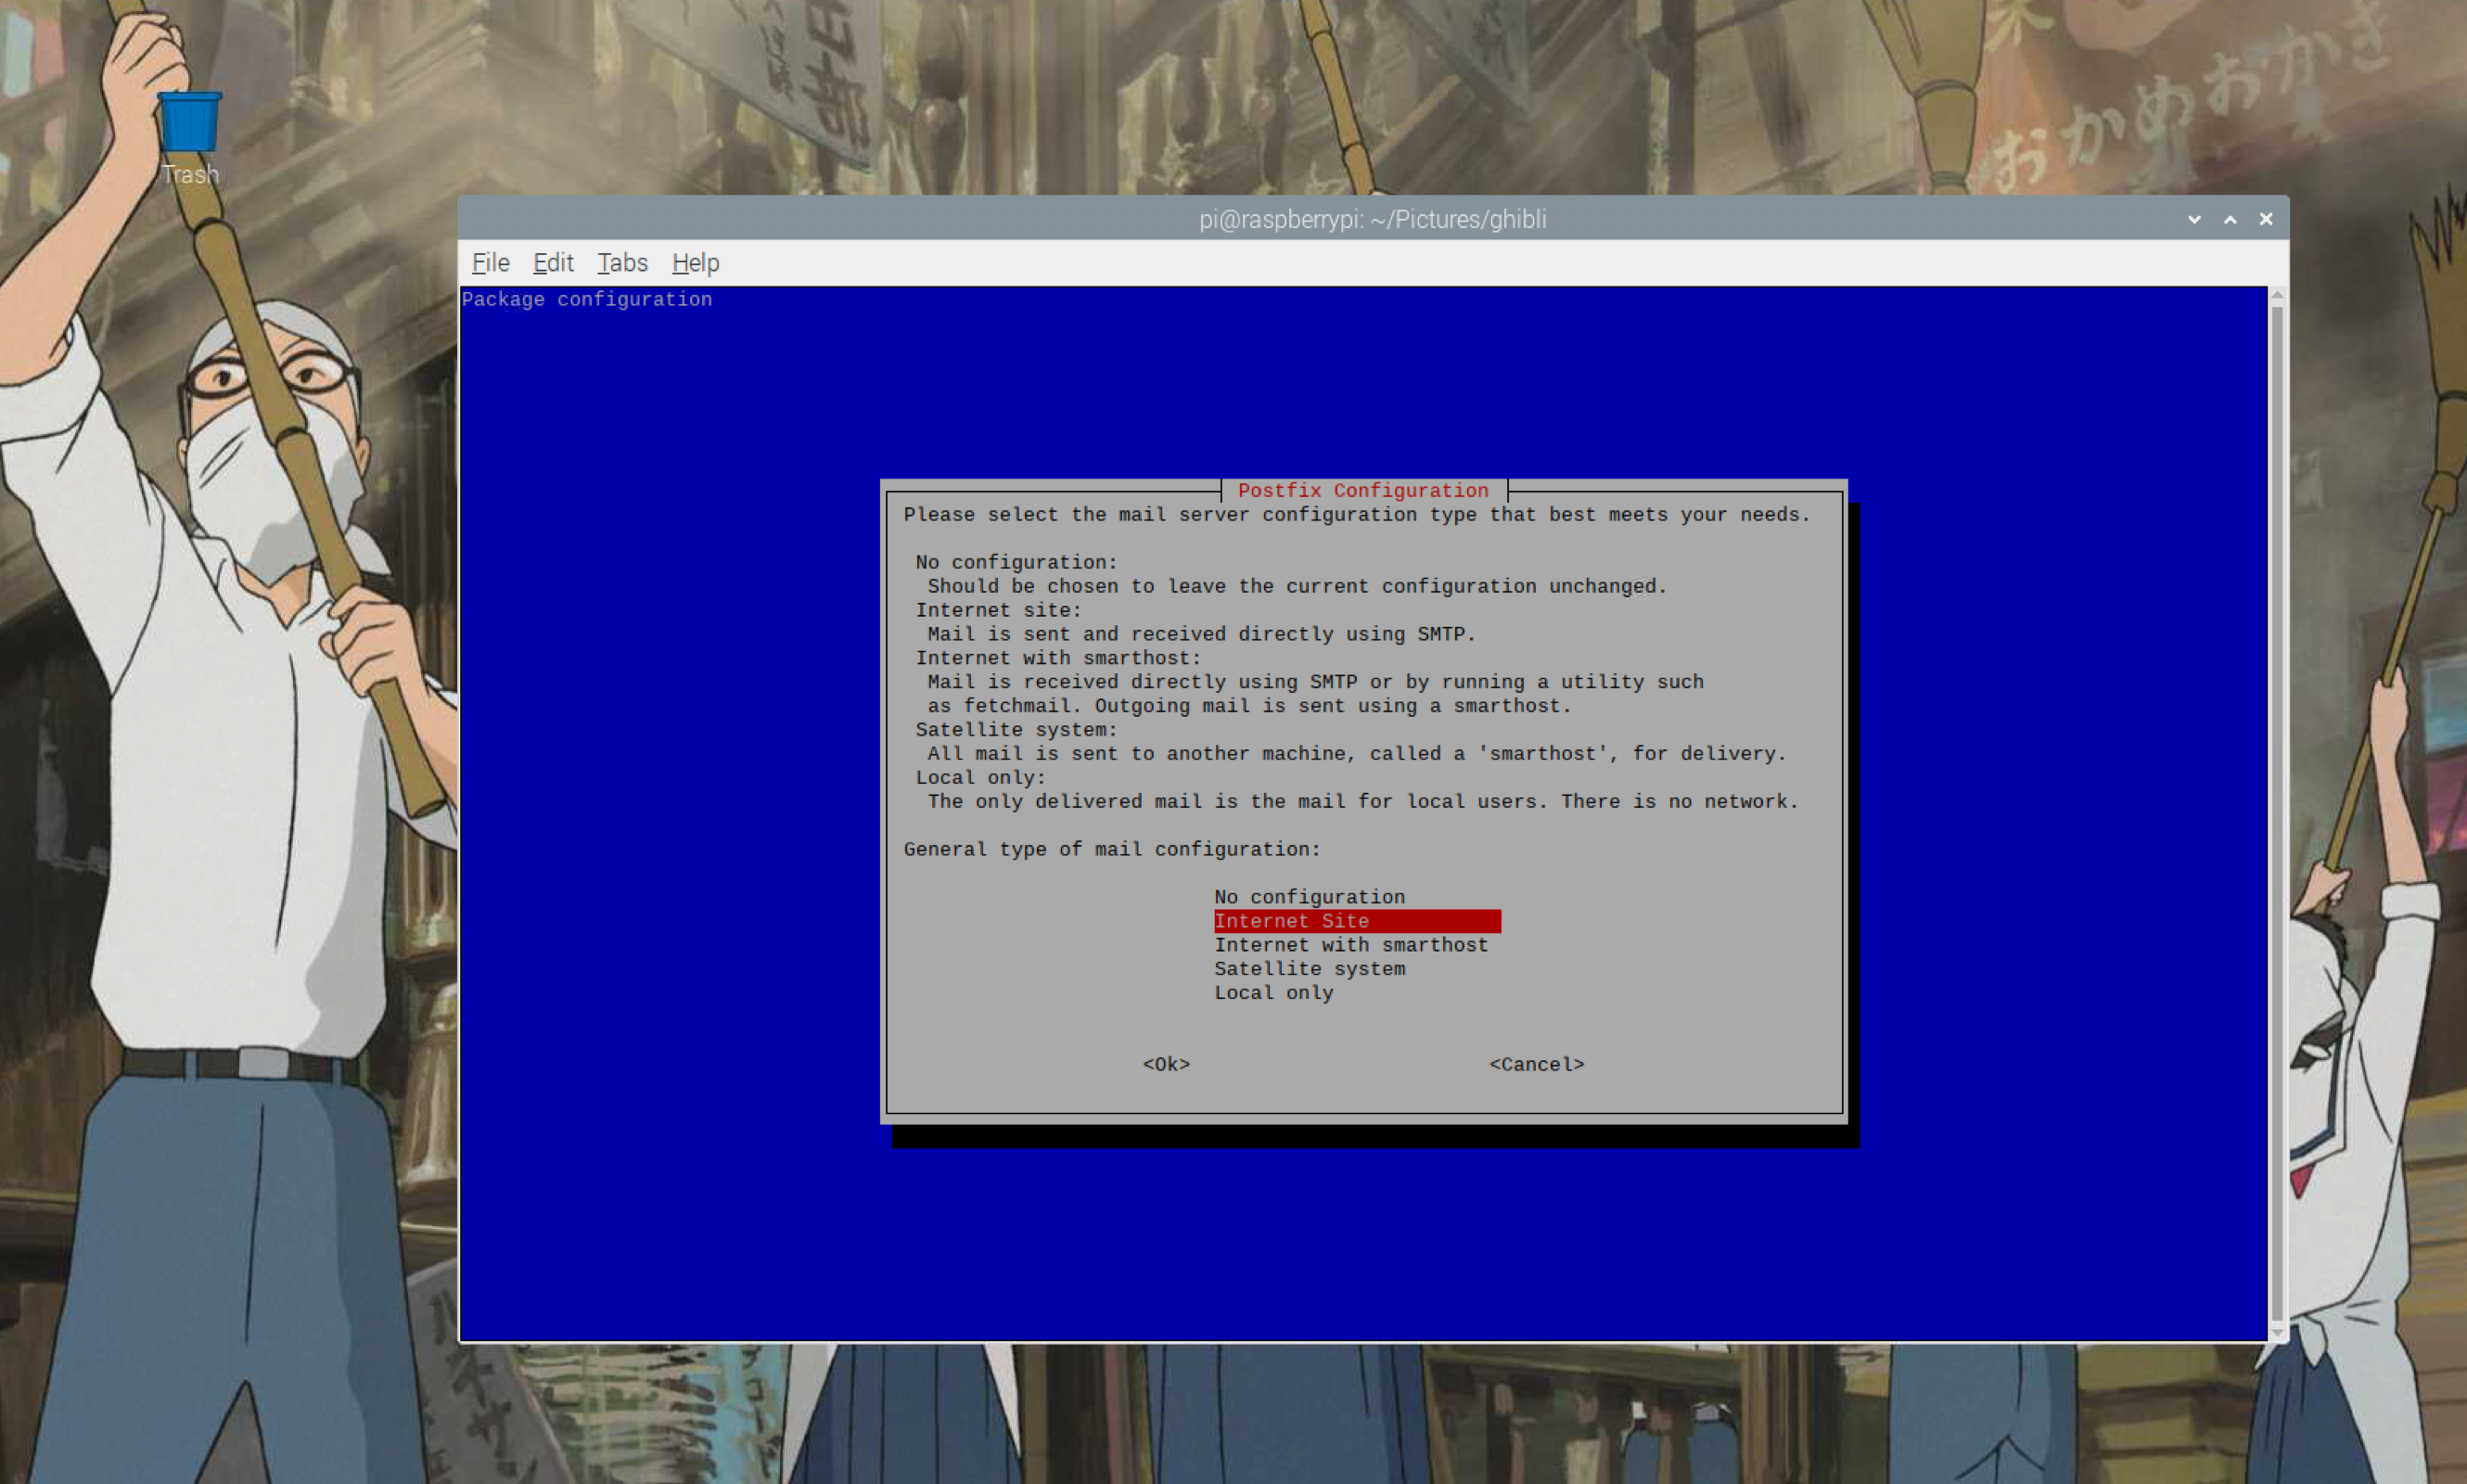 おかめおかき
Trash
pi@raspberrypi: ~/Pictures/ghibli
File Edit Tabs Help
Package configuration
Postfix Configuration
Please select the mail server configuration type that best meets your needs.
No configuration:
Should be chosen to leave the current configuration unchanged.
Internet site:
Mail is sent and received directly using SMTP.
Internet with smarthost:
Mail is received directly using SMTP or by running a utility such
as fetchmail. Outgoing mail is sent using a smarthost.
Satellite system:
All mail is sent to another machine, called a 'smarthost', for delivery.
Local only:
The only delivered mail is the mail for local users. There is no network.
General type of mail configuration:
No configuration
Internet Site
Internet with smarthost
Satellite system
Local only
<Ok> <Cancel>